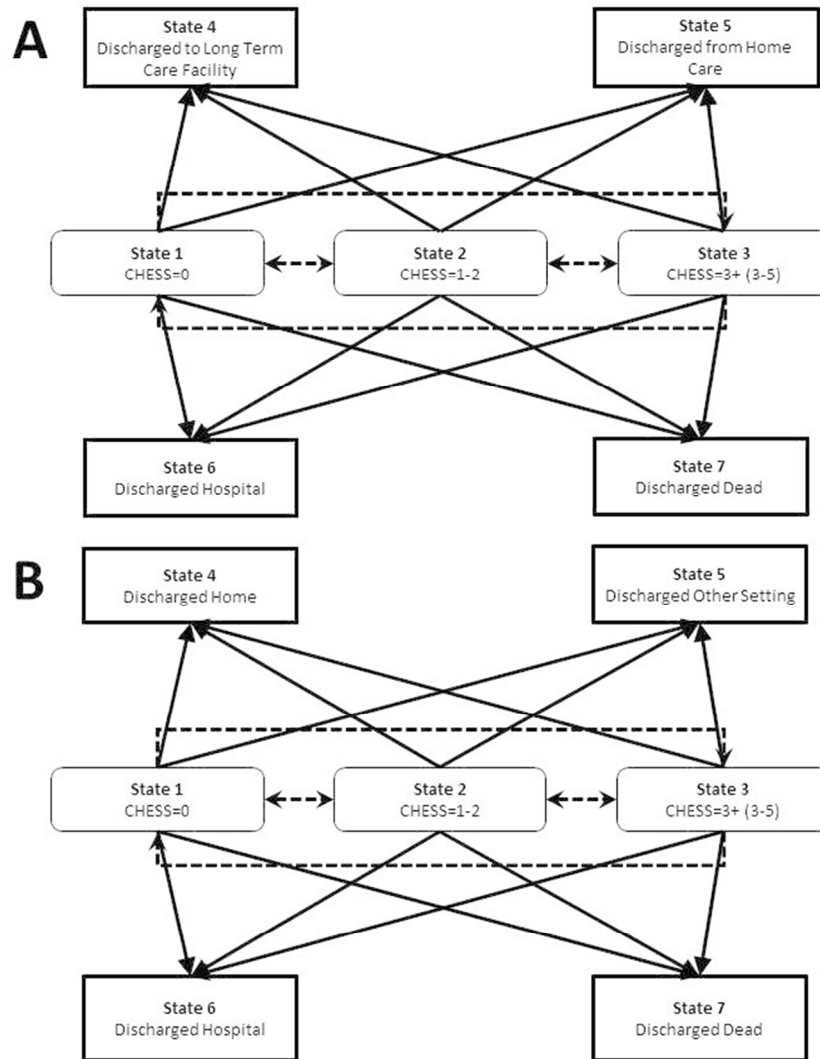 A
State 4
Discharged to Long Term
Care Facility
State 5
Discharged from Home
Care
State 1
CHESS=0
State 2
CHESS=1-2
State 3
CHESS=3+ (3-5)
State 6
Discharged Hospital
State 7
Discharged Dead
B
State 4
Discharged Home
State 5
Discharged Other Setting
State 1
CHESS=0
State 2
CHESS=1-2
State 3
CHESS=3+ (3-5)
State 6
Discharged Hospital
State 7
Discharged Dead